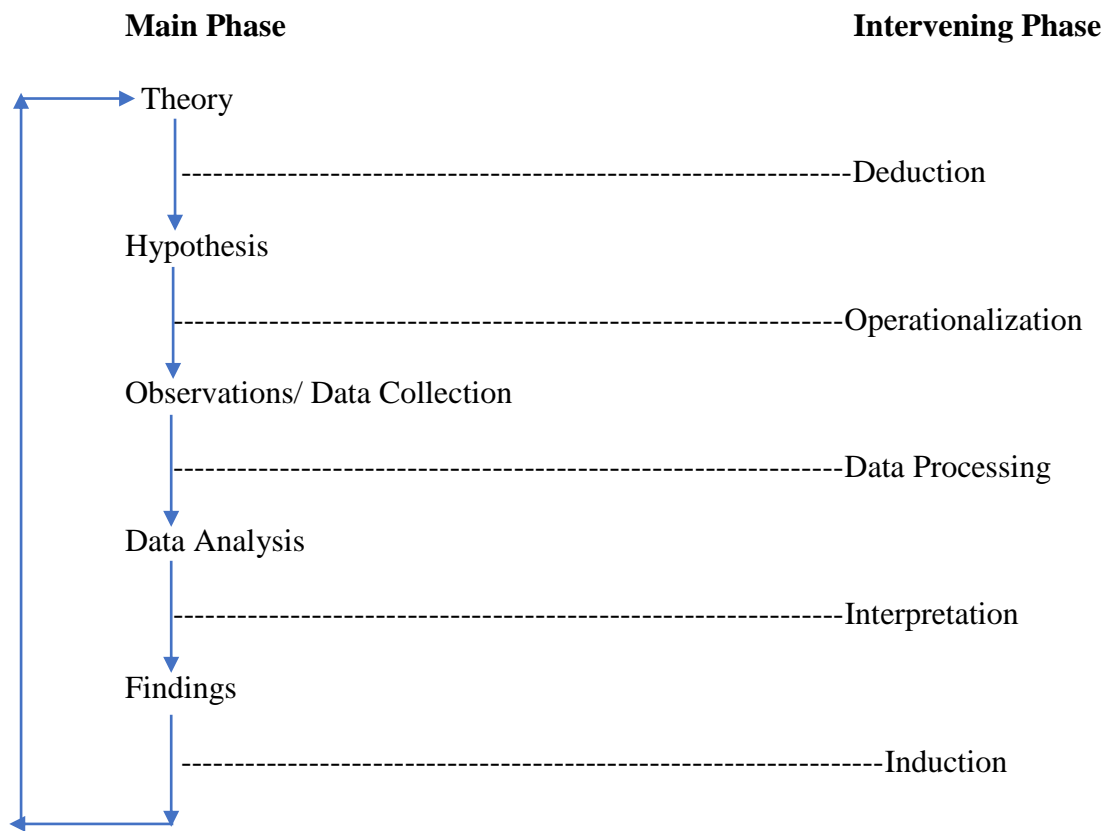 Main Phase Intervening Phase
Theory
---------------------------------------------------------------Deduction
Hypothesis
---------------------------------------------------------------Operationalization
Observations/ Data Collection
---------------------------------------------------------------Data Processing
Data Analysis
---------------------------------------------------------------Interpretation
Findings
------------------------------------------------------------------Induction